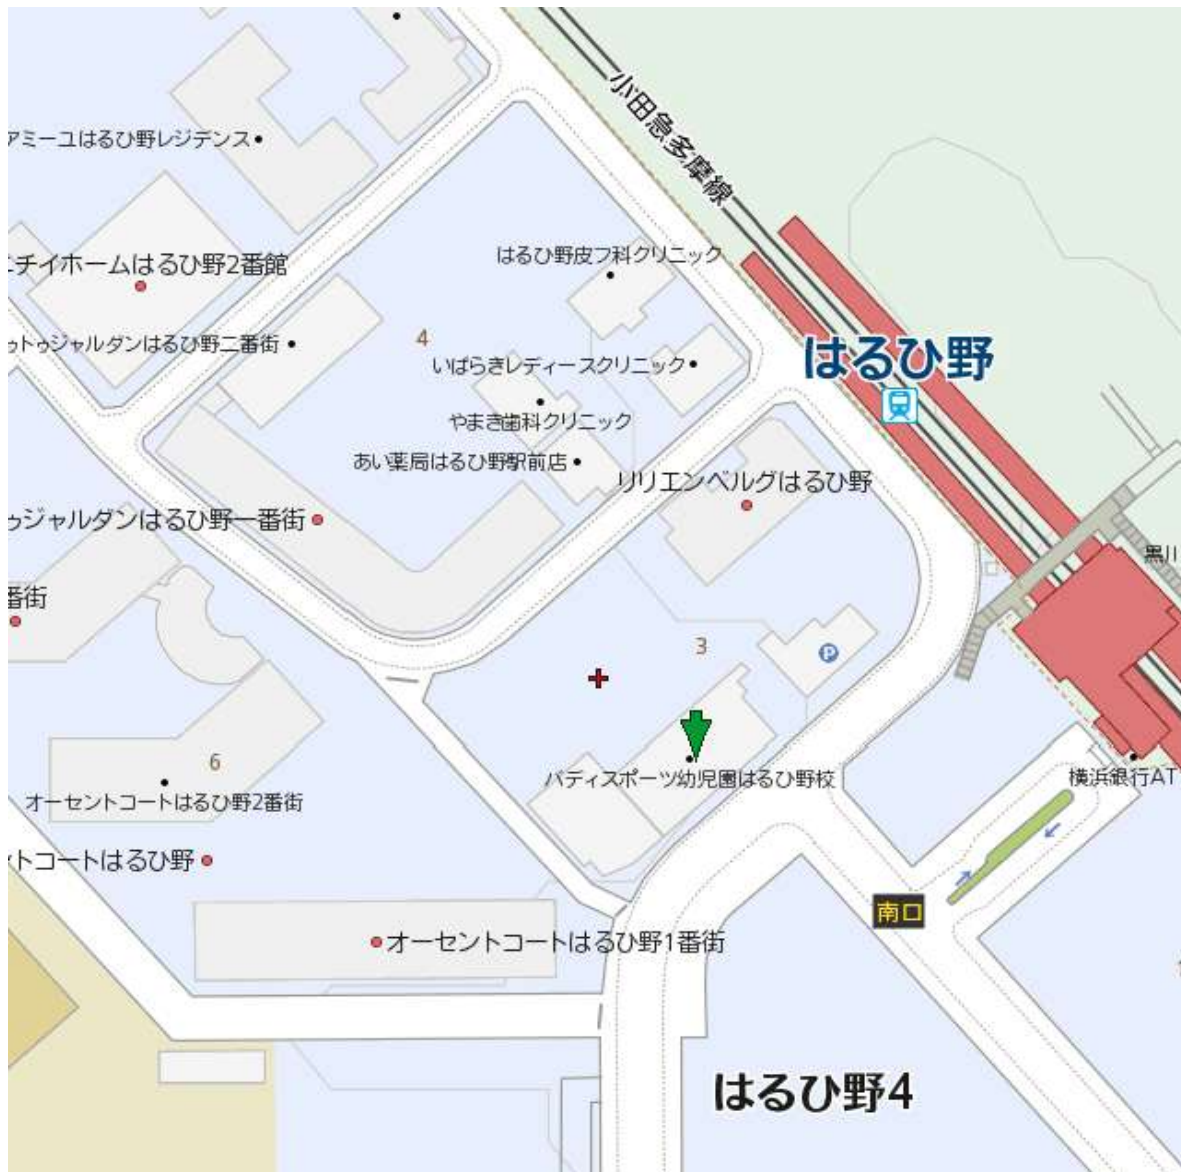 小田急多摩線
アミーユはるひ野レジデンス
はるひ野皮フ科クリニック
ニチイホームはるひ野2番館
4
トゥジャルダンはるひ野二番街
はるひ野
いばらきレディースクリニック
やまき歯科クリニック
あい薬局はるひ野駅前店
リリエンベルグはるひ野
ゥジャルダンはるひ野一番街
黒川
番街
3
P
6
バディスポーツ幼児園はるひ野校
横浜銀行AT
オーセントコートはるひ野2番街
ントコートはるひ野
南口
オーセントコートはるひ野1番街
はるひ野4